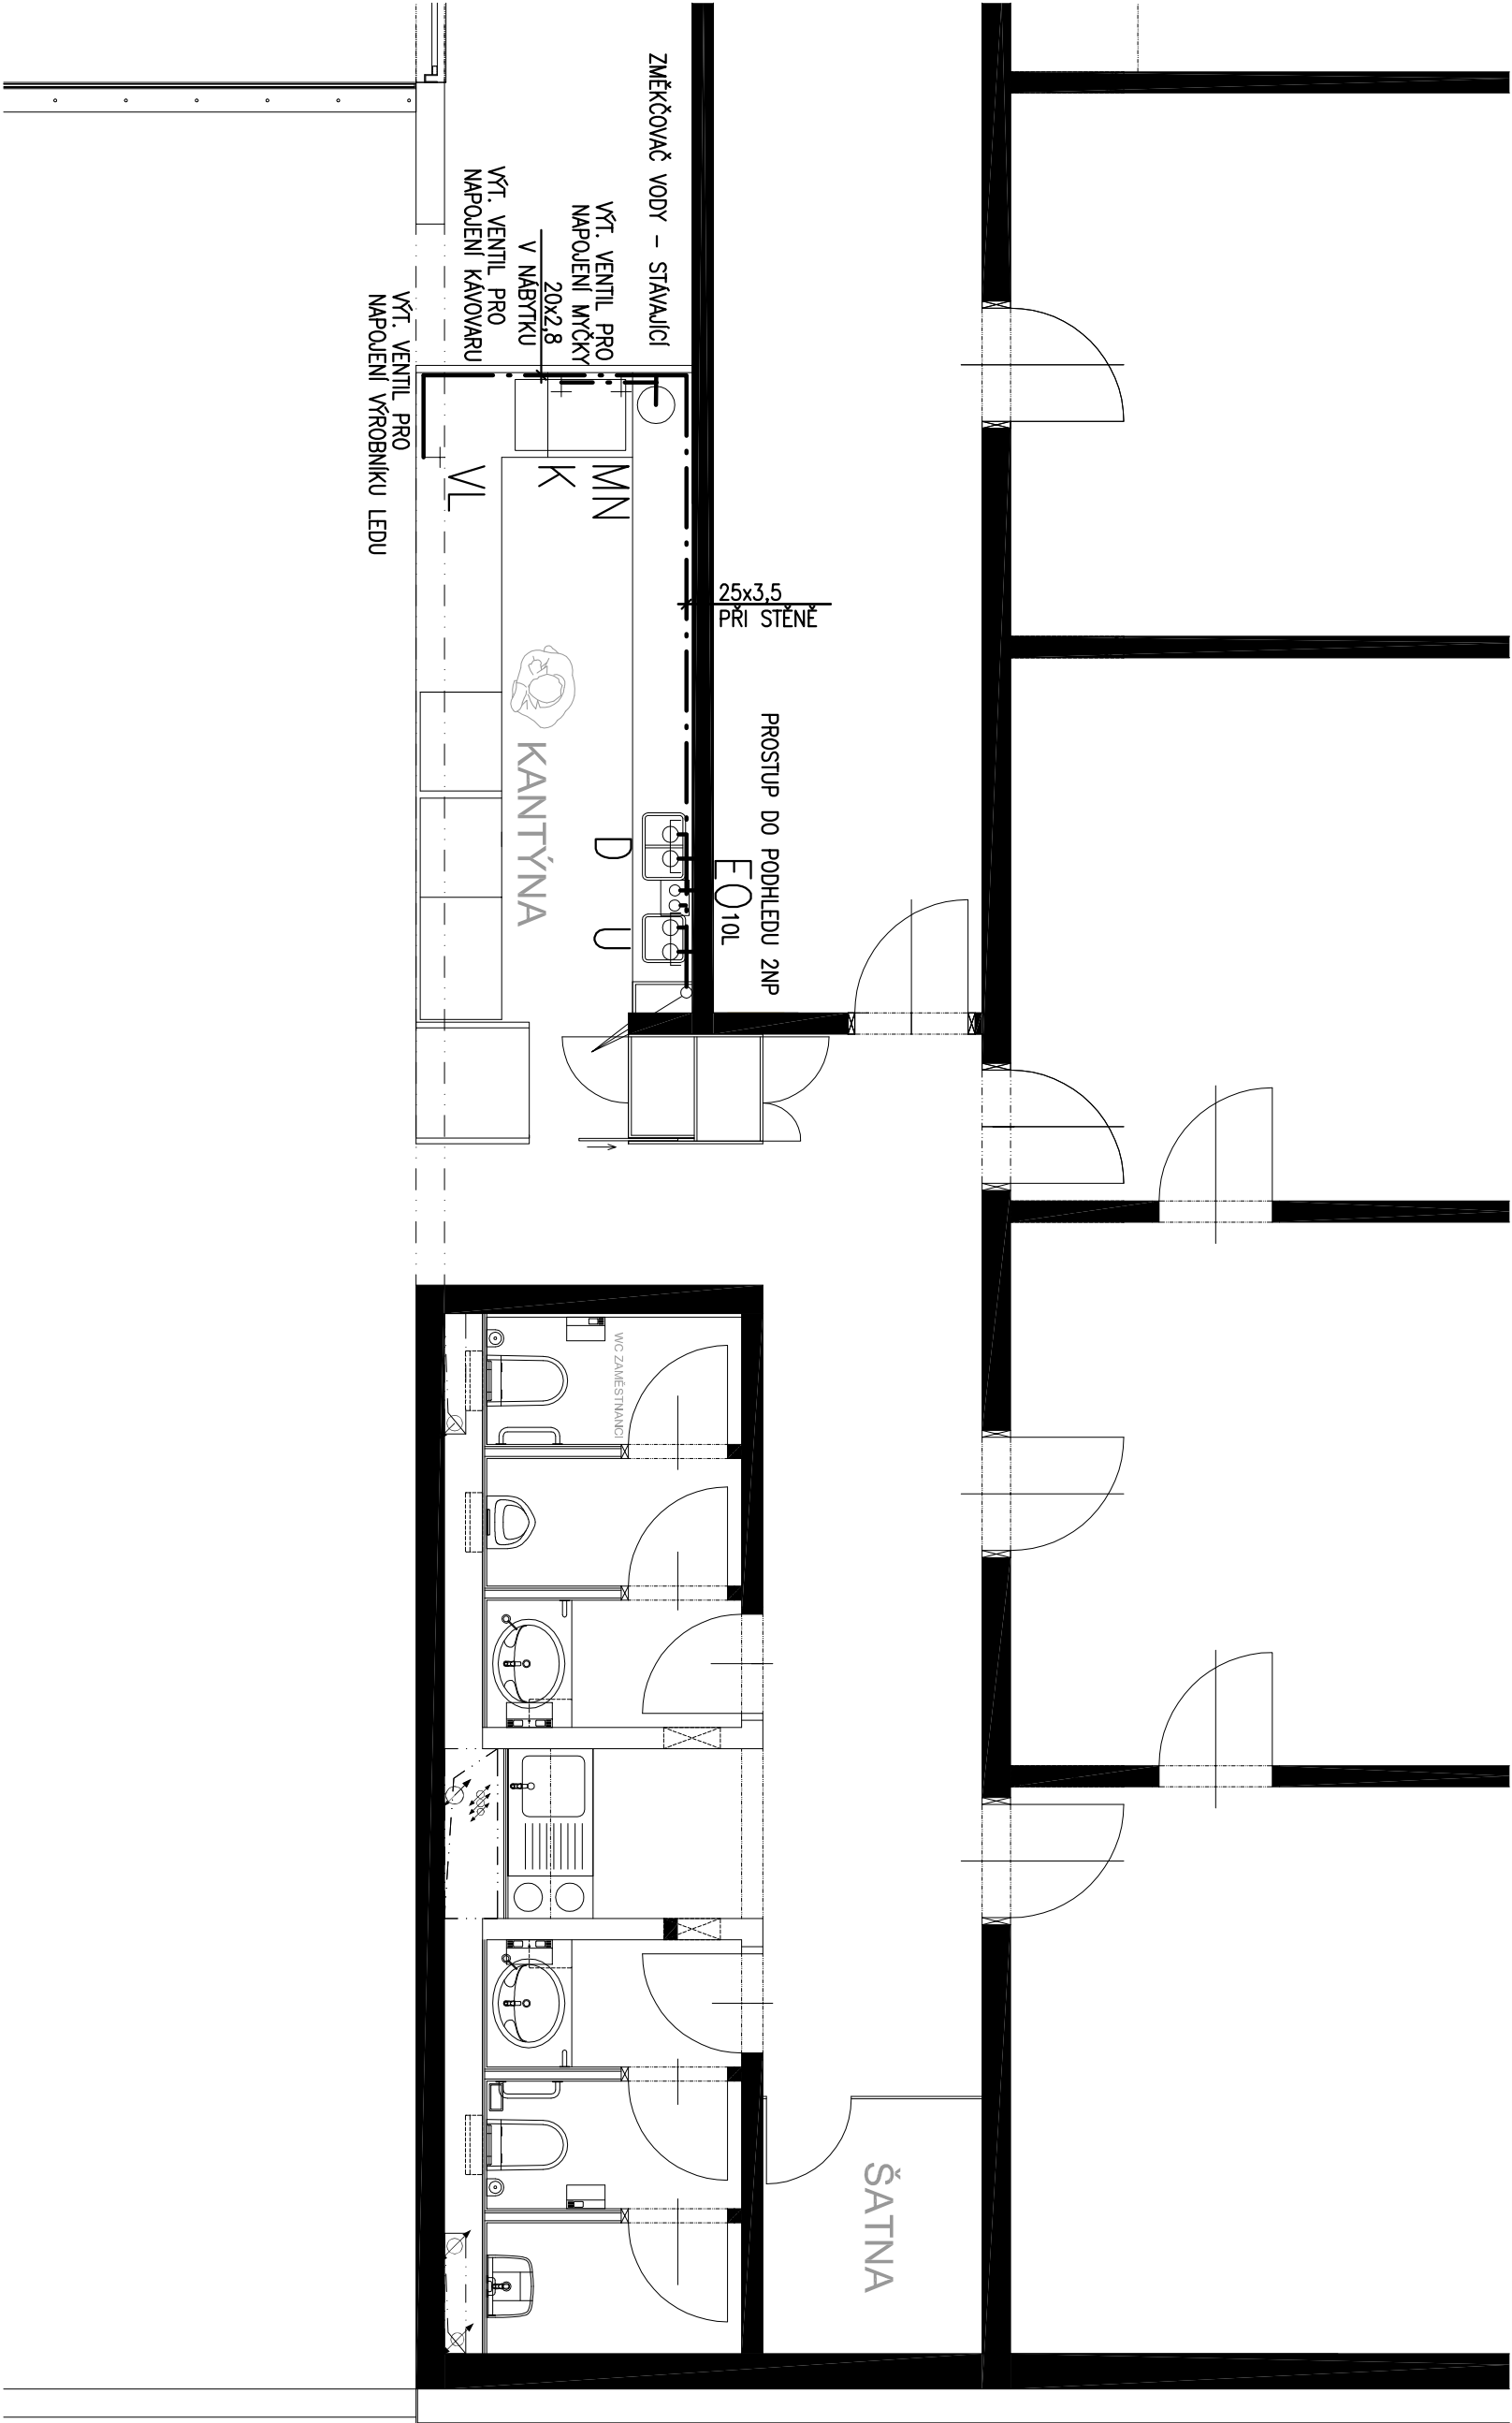 ZMĚKČOVAČ VODY – STÁVAJÍCÍ
VÝT. VENTIL PRO
NAPOJENÍ MYČKY
20x2,8
V NÁBYTKU
VÝT. VENTIL PRO
NAPOJENÍ KÁVOVARU
VÝT. VENTIL PRO
NAPOJENÍ VÝROBNÍKU LEDU
MN
K
VL
25x3,5
PŘI STĚNĚ
PROSTUP DO PODHLEDU 2NP
EO 10L
KANTÝNA
D
U
WC ZAMĚSTNANCI
ŠATNA